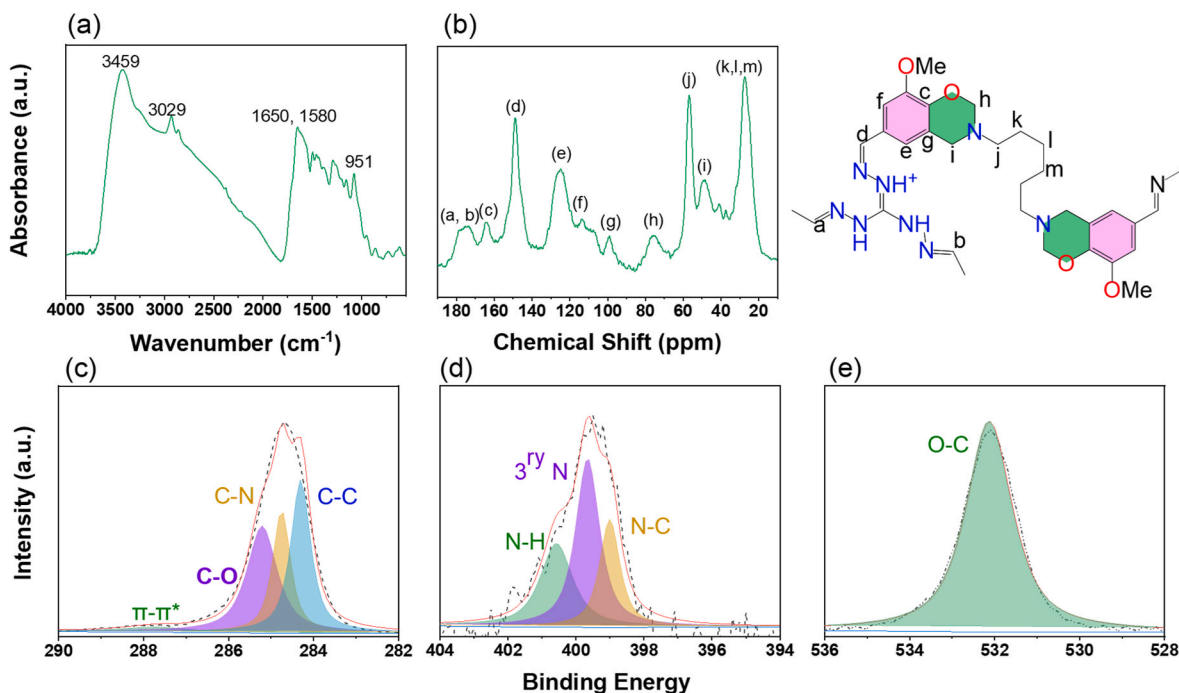 (a)
3459
3029
1650, 1580
951
Absorbance (a.u.)
4000 3500 3000 2500 2000 1500 1000
Wavenumber (cm⁻¹)
(b)
(a, b)
(c)
(d)
(e)
(f)
(g)
(h)
(j)
(i)
(k,l,m)
180 160 140 120 100 80 60 40 20
Chemical Shift (ppm)
OMe
f
c
O
h
d
e
g
i
N
j
k
l
m
N
NH⁺
a
N
N
H
NH
N
b
N
O
N
OMe
(c)
Intensity (a.u.)
π-π*
C-O
C-N
C-C
290 288 286 284 282
(d)
N-H
3ʳʸ N
N-C
404 402 400 398 396 394
Binding Energy
(e)
O-C
536 534 532 530 528